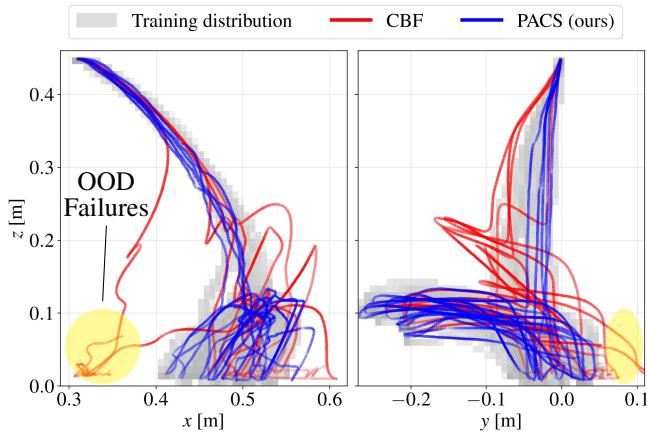 Training distribution CBF PACS (ours)
0.4
0.3
0.2
0.1
0.0
z [m]
OOD
Failures
0.3 0.4 0.5 0.6
x [m]
−0.2 −0.1 0.0 0.1
y [m]